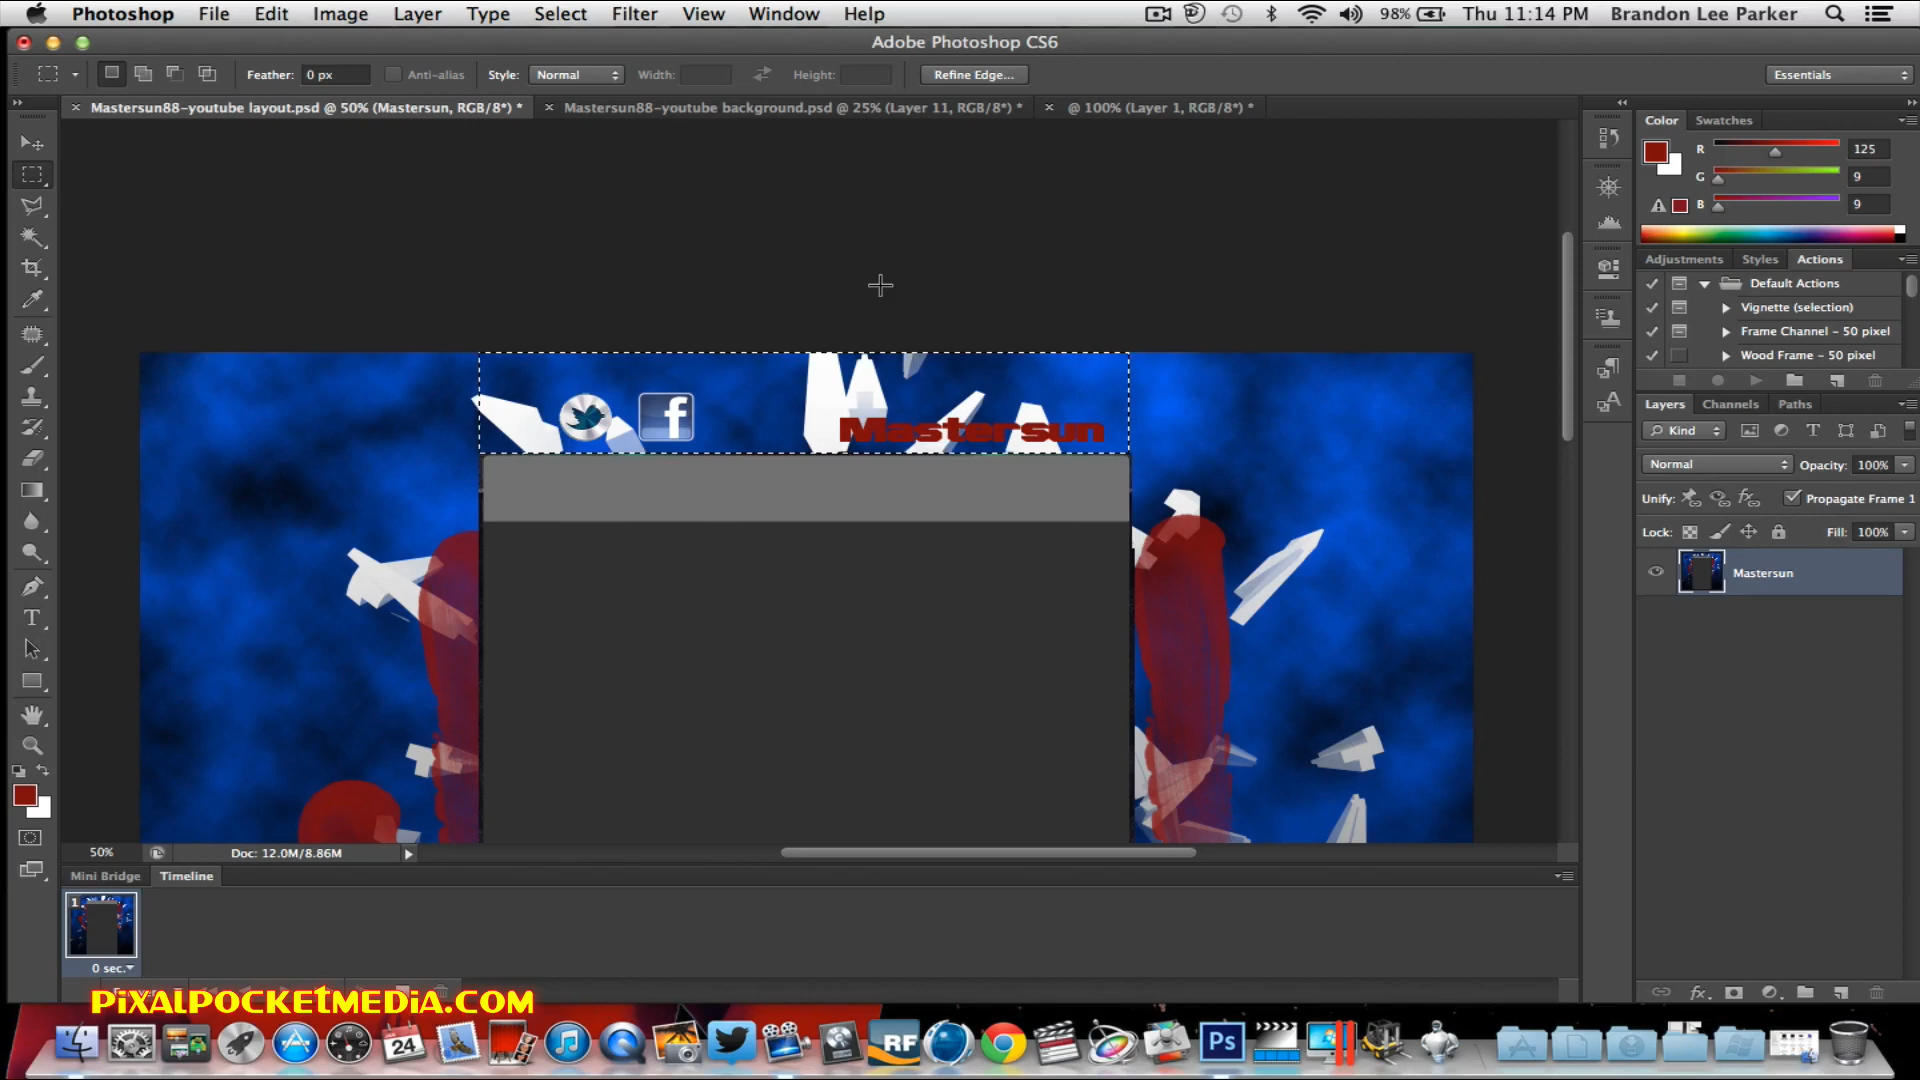 Photoshop File Edit Image Layer Type Select Filter View Window Help 98% Thu 11:14 PM Brandon Lee Parker
Adobe Photoshop CS6
Feather: 0 px Anti-alias Style: Normal Width: Height: Refine Edge... Essentials
Mastersun88-youtube layout.psd @ 50% (Mastersun, RGB/8*) * Mastersun88-youtube background.psd @ 25% (Layer 11, RGB/8*) * @ 100% (Layer 1, RGB/8*) *
Color Swatches
R 125
G 9
B 9
Adjustments Styles Actions
Default Actions
Vignette (selection)
Frame Channel - 50 pixel
Wood Frame - 50 pixel
Layers Channels Paths
Kind
Normal Opacity: 100%
Unify: Propagate Frame 1
Lock: Fill: 100%
Mastersun
f
Mastersun
50% Doc: 12.0M/8.86M
Mini Bridge Timeline
1
0 sec.
PixalPocketMedia.com
24
RF
Ps